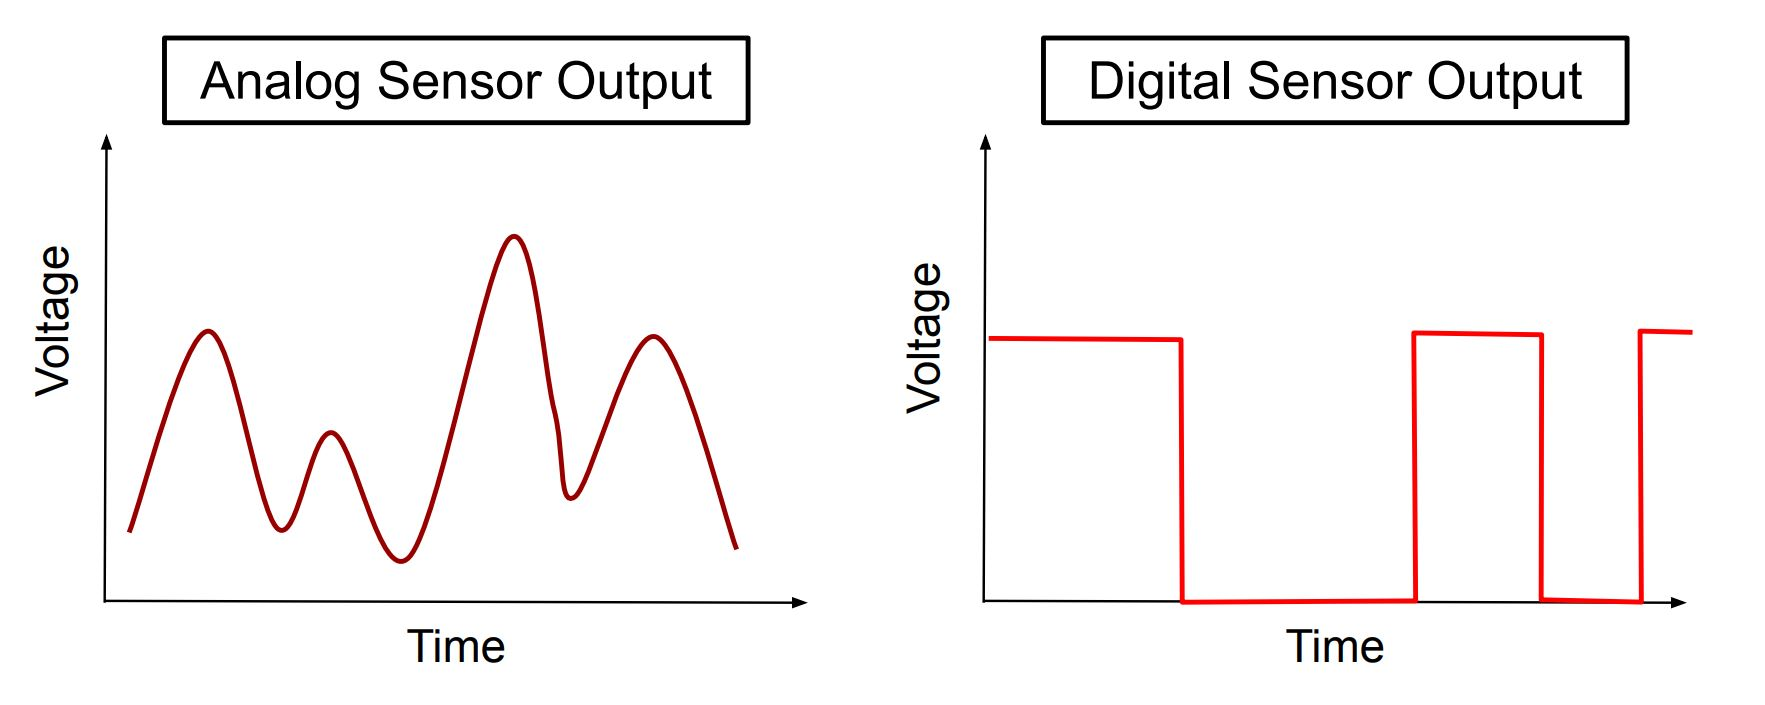 Analog Sensor Output
Voltage
Time
Digital Sensor Output
Voltage
Time